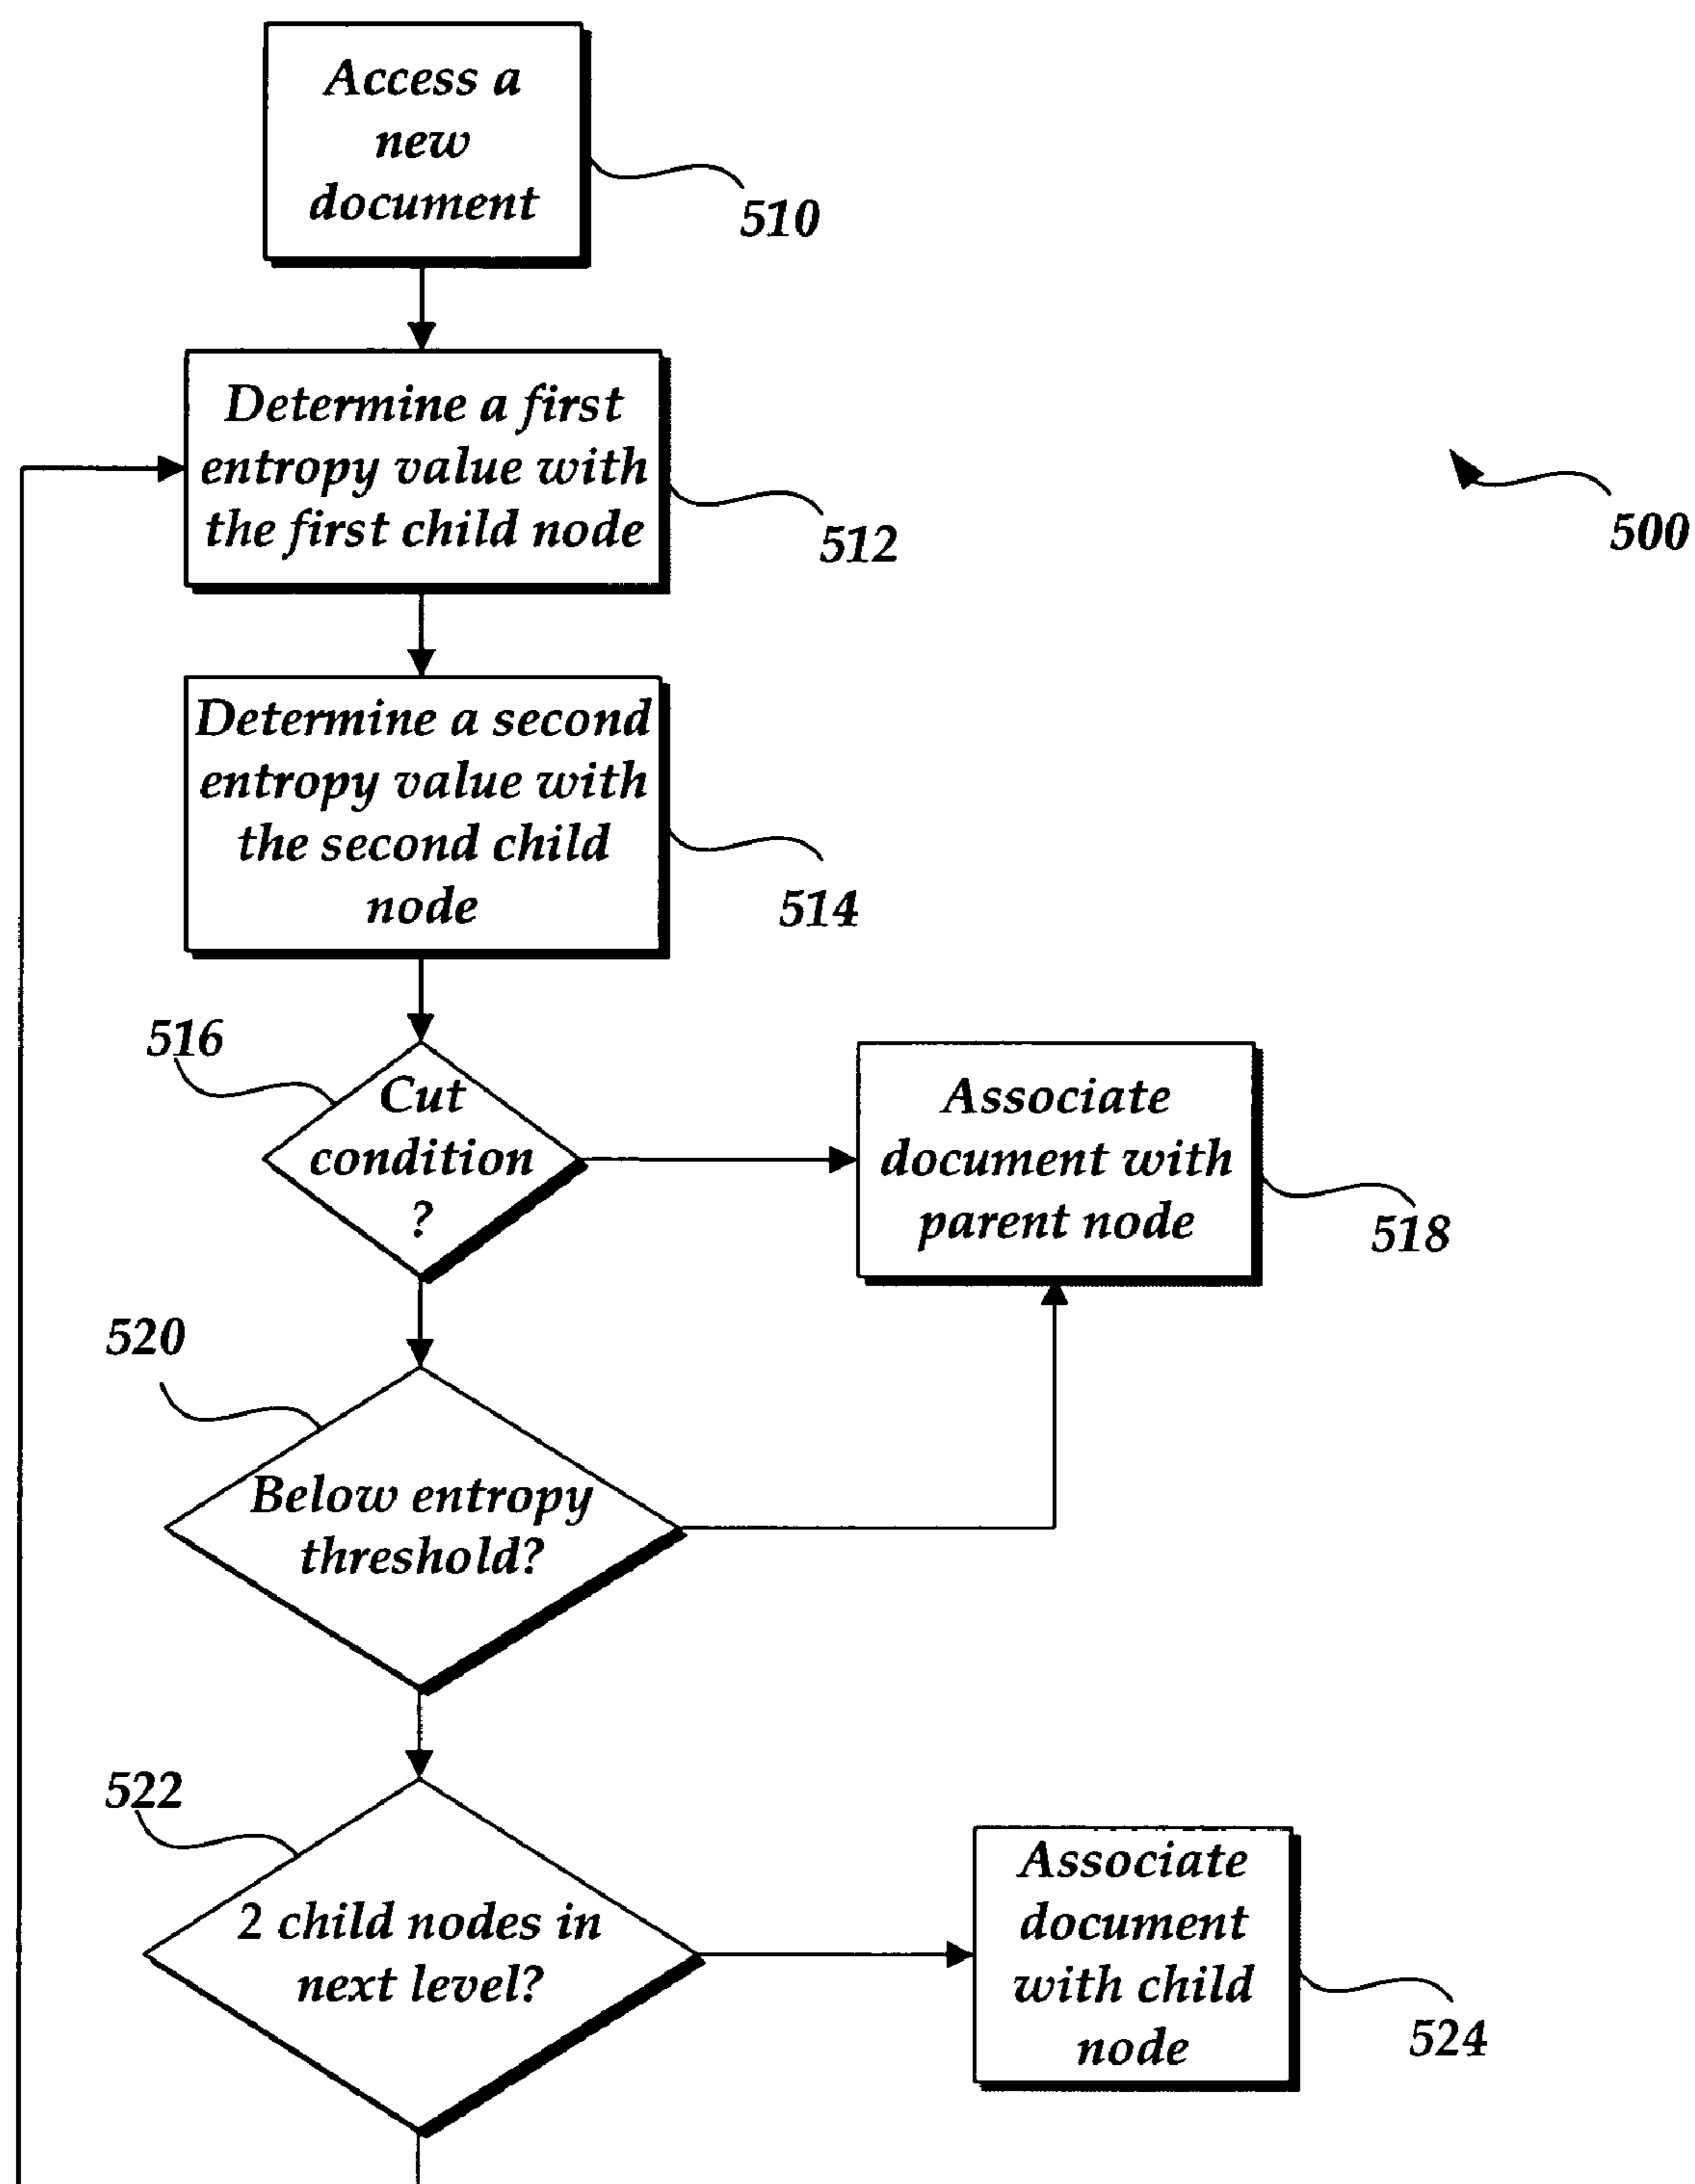 Access a
new
document
510
Determine a first
entropy value with
the first child node
512
500
Determine a second
entropy value with
the second child
node
514
516
Cut
condition
?
Associate
document with
parent node
518
520
Below entropy
threshold?
522
2 child nodes in
next level?
Associate
document
with child
node
524